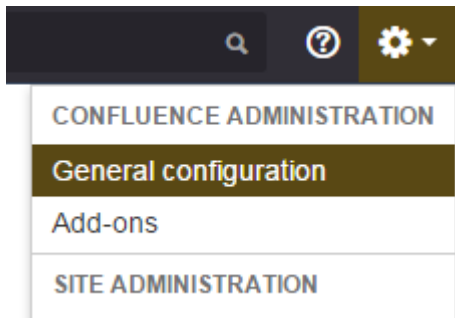 CONFLUENCE ADMINISTRATION
General configuration
Add-ons
SITE ADMINISTRATION